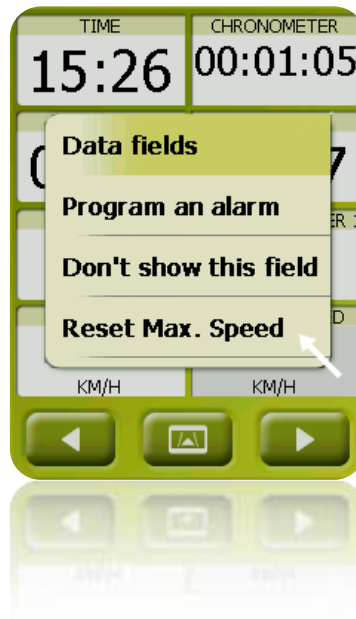 TIME CHRONOMETER
15:26 00:01:05
Data fields
Program an alarm
Don't show this field
Reset Max. Speed
KM/H KM/H